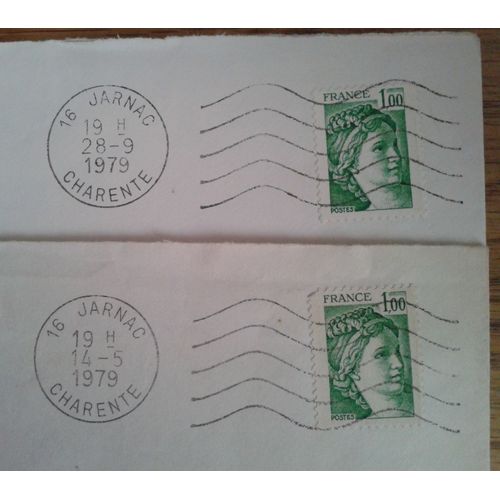 16 JARNAC
19 H
28-9
1979
CHARENTE
FRANCE 1,00
POSTES
16 JARNAC
19 H
14-5
1979
CHARENTE
FRANCE 1,00
POSTES